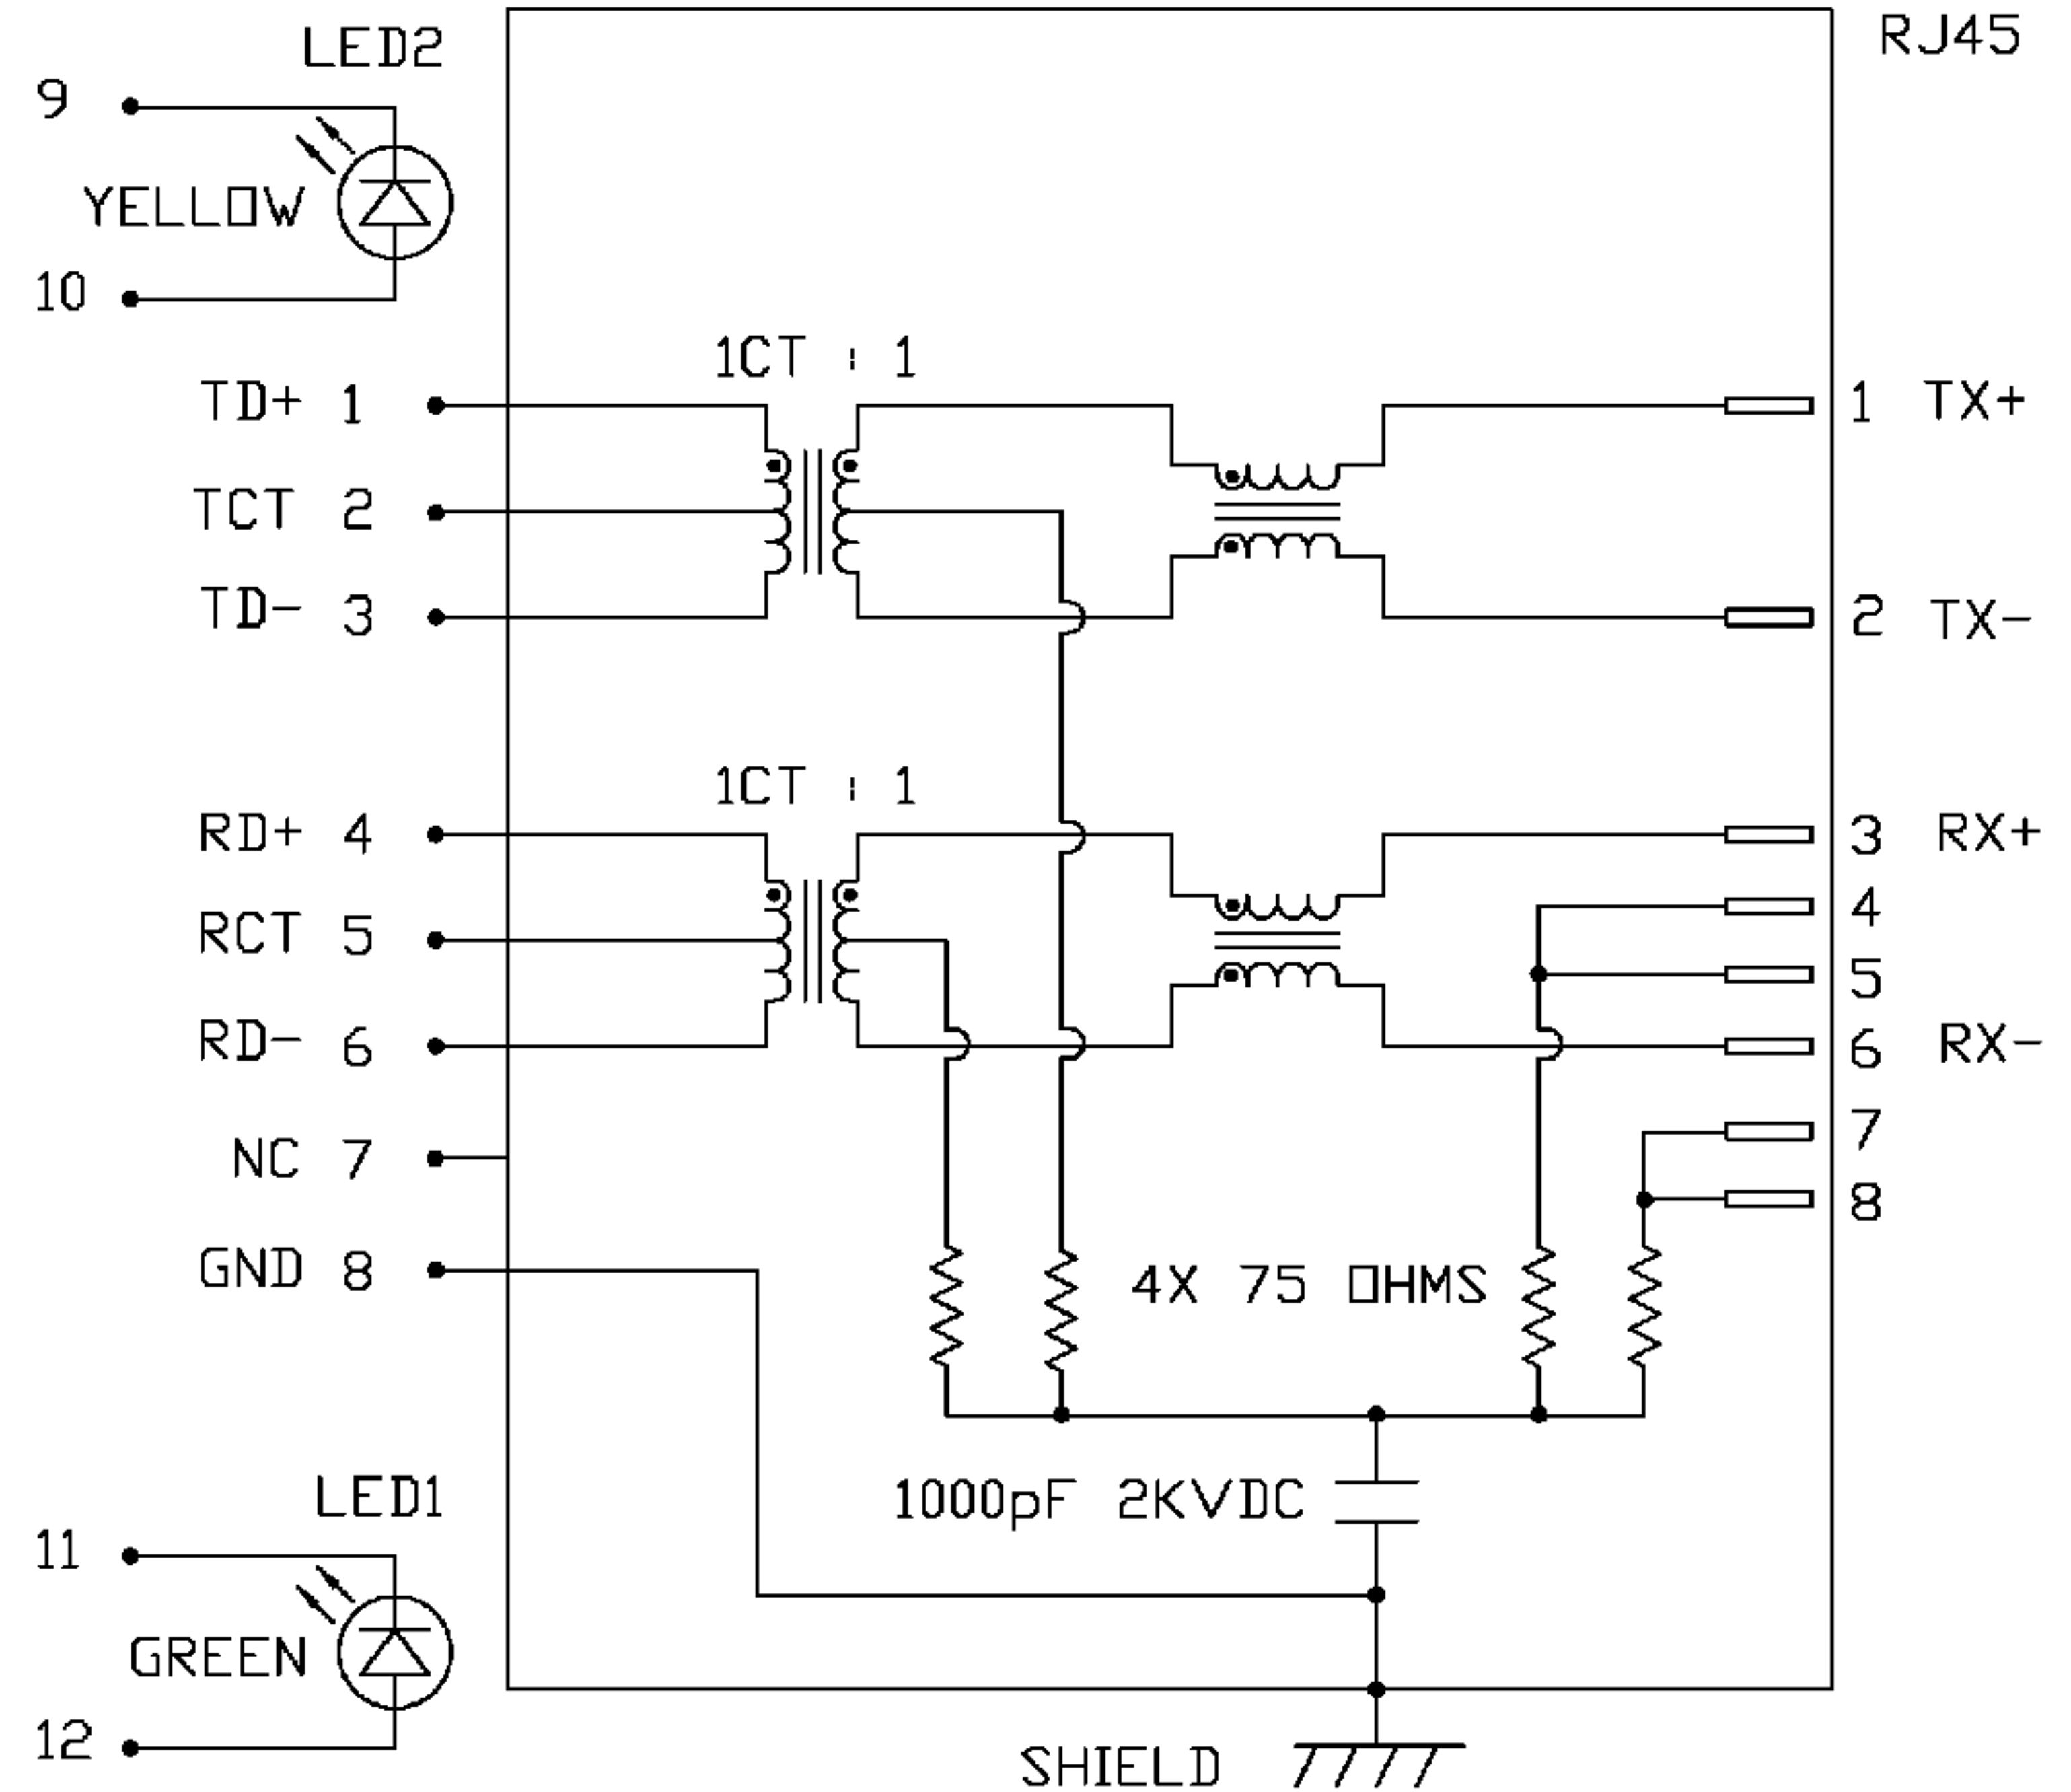 LED2
RJ45
9
YELLOW
10
1CT : 1
TD+ 1
1 TX+
TCT 2
TD- 3
2 TX-
1CT : 1
RD+ 4
3 RX+
4
RCT 5
5
RD- 6
6 RX-
7
NC 7
8
GND 8
4X 75 OHMS
LED1
1000pF 2KVDC
11
GREEN
12
SHIELD